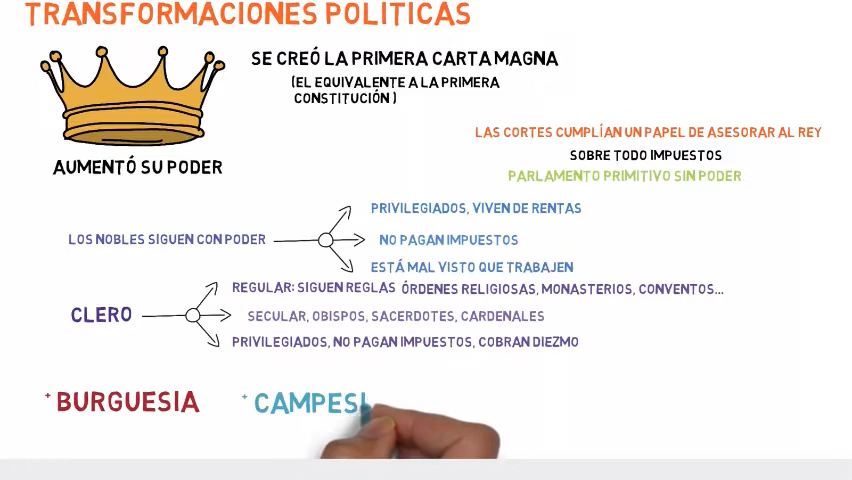 TRANSFORMACIONES POLÍTICAS
SE CREÓ LA PRIMERA CARTA MAGNA
(EL EQUIVALENTE A LA PRIMERA
CONSTITUCIÓN )
AUMENTÓ SU PODER
LAS CORTES CUMPLÍAN UN PAPEL DE ASESORAR AL REY
SOBRE TODO IMPUESTOS
PARLAMENTO PRIMITIVO SIN PODER
LOS NOBLES SIGUEN CON PODER
PRIVILEGIADOS, VIVEN DE RENTAS
NO PAGAN IMPUESTOS
ESTÁ MAL VISTO QUE TRABAJEN
CLERO
REGULAR: SIGUEN REGLAS ÓRDENES RELIGIOSAS, MONASTERIOS, CONVENTOS...
SECULAR, OBISPOS, SACERDOTES, CARDENALES
PRIVILEGIADOS, NO PAGAN IMPUESTOS, COBRAN DIEZMO
+ BURGUESIA + CAMPESI